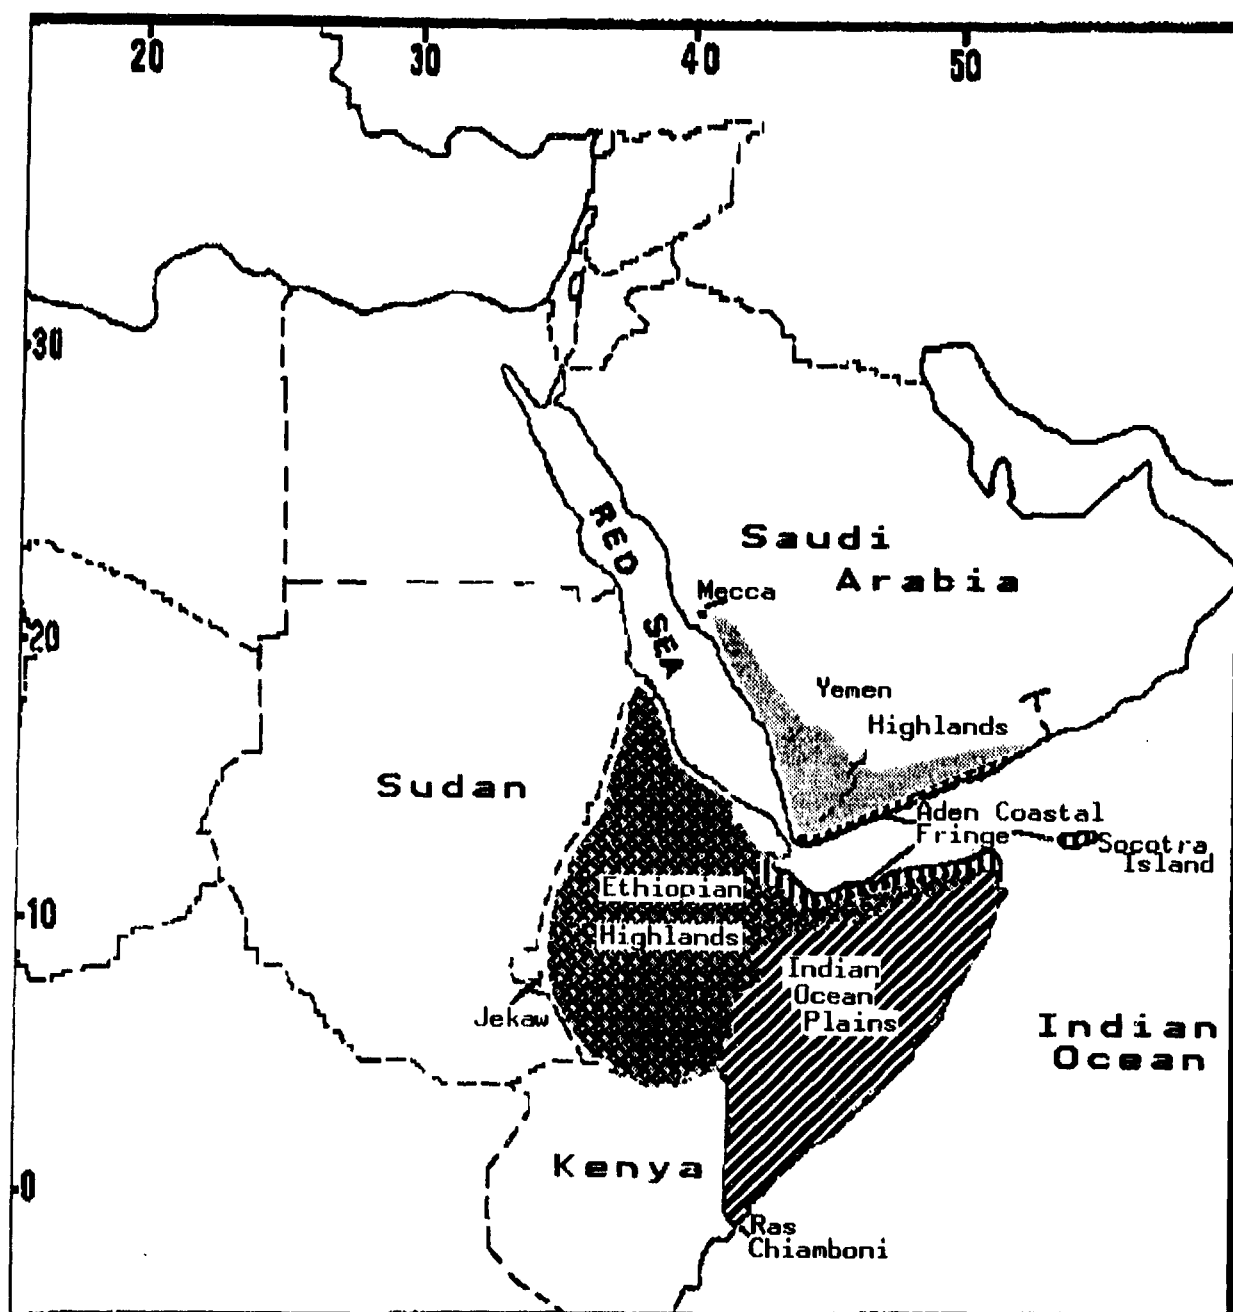 20 30 40 50
30
RED
SEA
Saudi
Arabia
Mecca
20
Yemen
Highlands
Sudan
Aden Coastal
Fringe
Socotra
Island
Ethiopian
Highlands
10
Indian
Ocean
Plains
Jekaw
Indian
Ocean
Kenya
0
Ras
Chiamboni